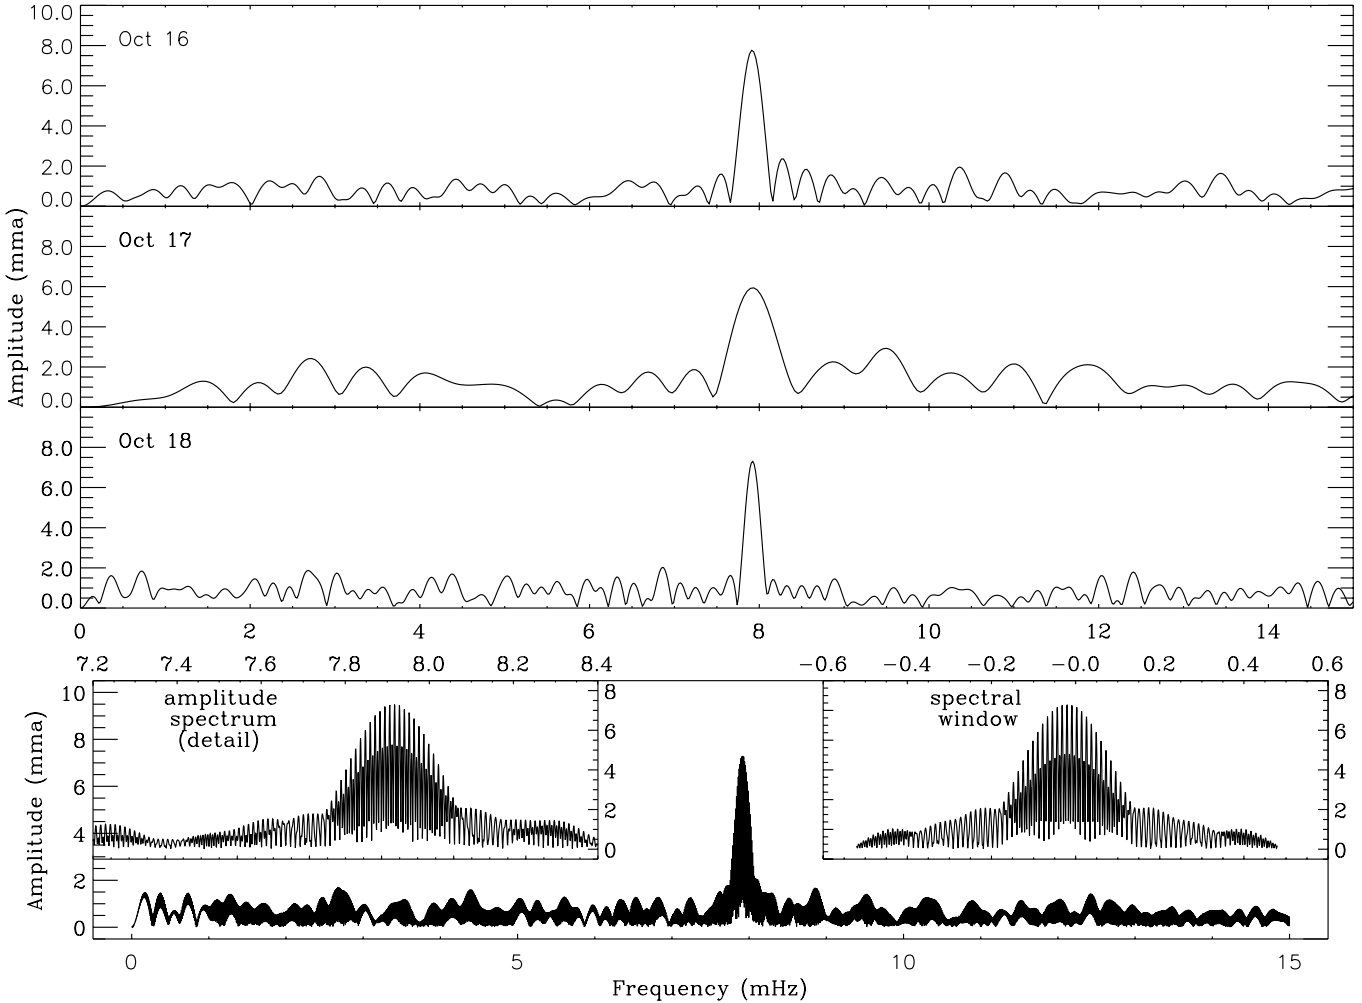 10.0
Oct 16
8.0
6.0
4.0
2.0
0.0
Oct 17
8.0
6.0
4.0
2.0
0.0
Amplitude (mma)
Oct 18
8.0
6.0
4.0
2.0
0.0
0 2 4 6 8 10 12 14
7.2 7.4 7.6 7.8 8.0 8.2 8.4 −0.6 −0.4 −0.2 −0.0 0.2 0.4 0.6
amplitude
spectrum
(detail)
8
6
4
2
0
spectral
window
8
6
4
2
0
10
8
6
4
2
0
Amplitude (mma)
0 5 10 15
Frequency (mHz)